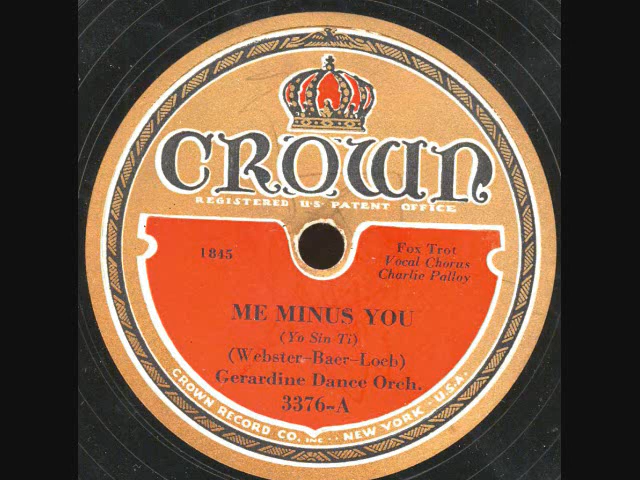 CROWN
REGISTERED U·S· PATENT OFFICE
1845
Fox Trot
Vocal Chorus
Charlie Palloy
ME MINUS YOU
(Yo Sin Ti)
(Webster-Baer-Loeb)
Gerardine Dance Orch.
3376-A
CROWN RECORD CO. INC ·· NEW YORK · U.S.A.